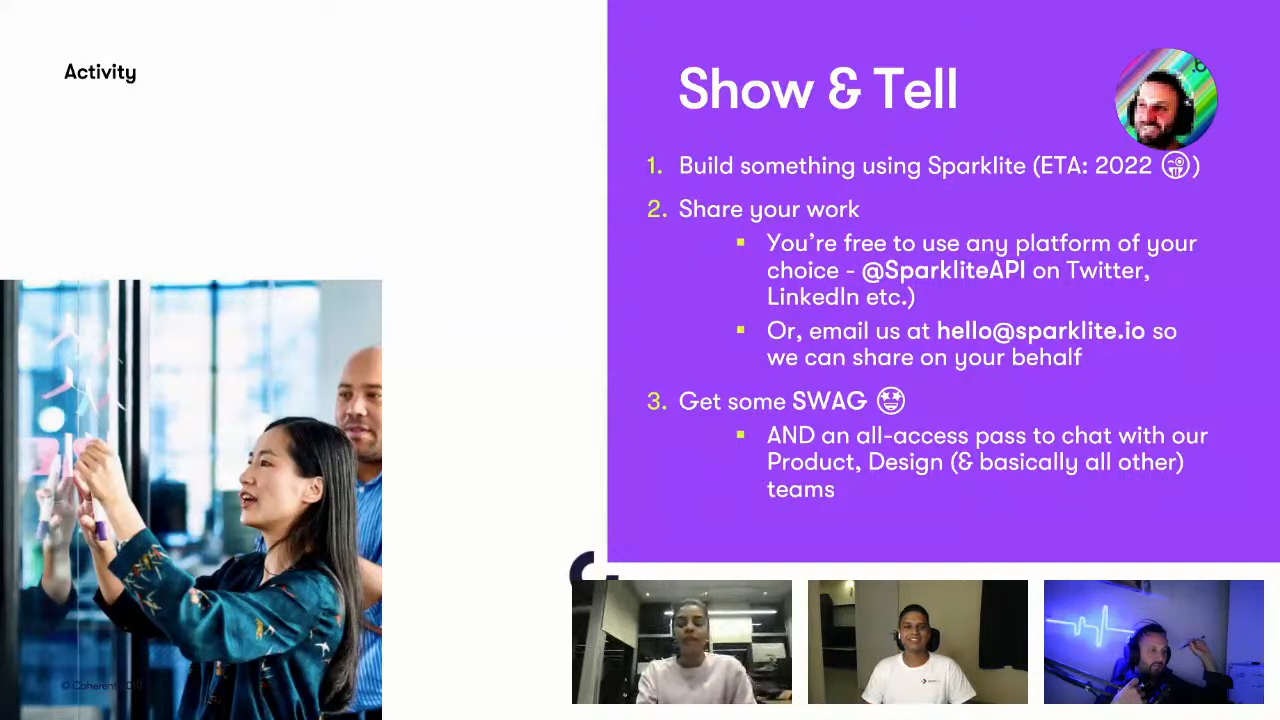 Activity
Show & Tell
1. Build something using Sparklite (ETA: 2022 🤪)
2. Share your work
▪ You’re free to use any platform of your
choice - @SparkliteAPI on Twitter,
LinkedIn etc.)
▪ Or, email us at hello@sparklite.io so
we can share on your behalf
3. Get some SWAG 🤩
▪ AND an all-access pass to chat with our
Product, Design (& basically all other)
teams
© Coherent